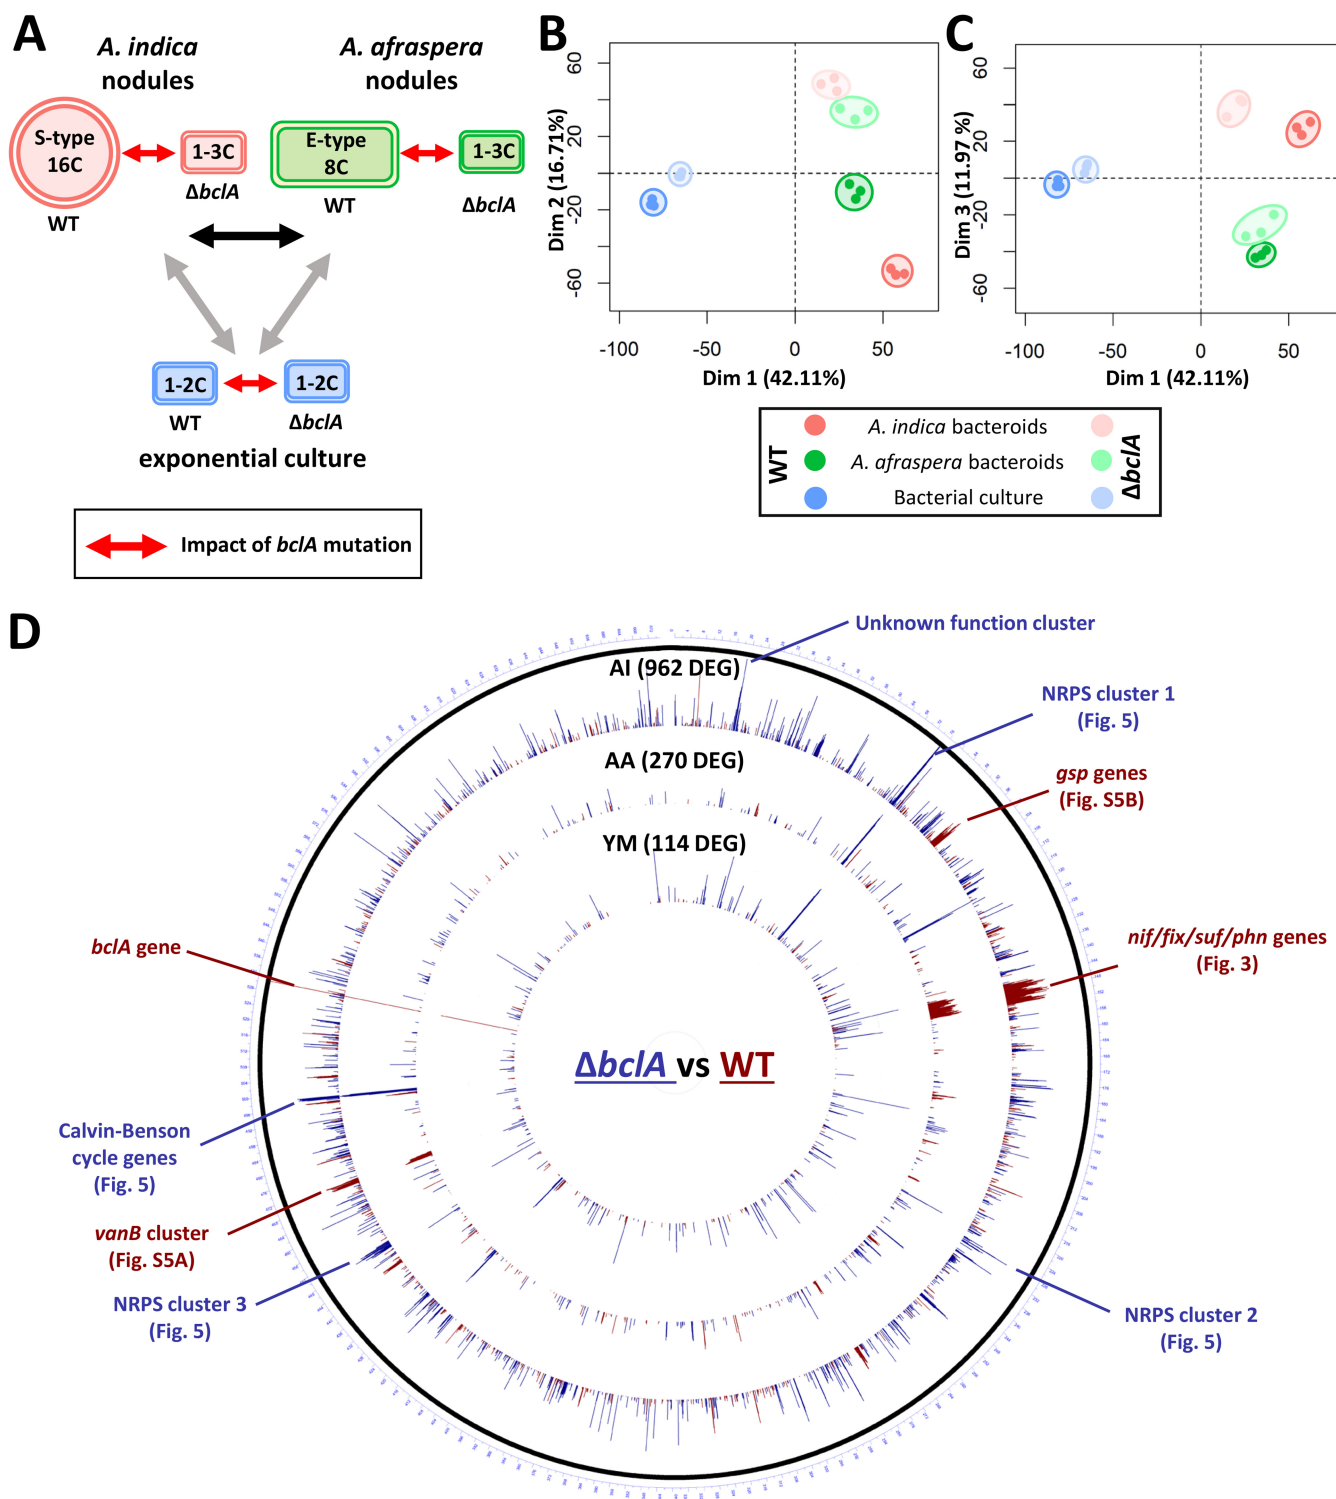 A
A. indica
nodules
A. afraspera
nodules
S-type
16C
WT
1-3C
ΔbclA
E-type
8C
WT
1-3C
ΔbclA
1-2C
WT
1-2C
ΔbclA
exponential culture
Impact of bclA mutation
B
Dim 2 (16.71%)
60
20
-20
-60
-100
-50
0
50
Dim 1 (42.11%)
C
Dim 3 (11.97 %)
60
20
-20
-60
-100
-50
0
50
Dim 1 (42.11%)
WT
A. indica bacteroids
A. afraspera bacteroids
Bacterial culture
ΔbclA
D
AI (962 DEG)
AA (270 DEG)
YM (114 DEG)
ΔbclA vs WT
Unknown function cluster
NRPS cluster 1
(Fig. 5)
gsp genes
(Fig. S5B)
nif/fix/suf/phn genes
(Fig. 3)
NRPS cluster 2
(Fig. 5)
bclA gene
Calvin-Benson
cycle genes
(Fig. 5)
vanB cluster
(Fig. S5A)
NRPS cluster 3
(Fig. 5)